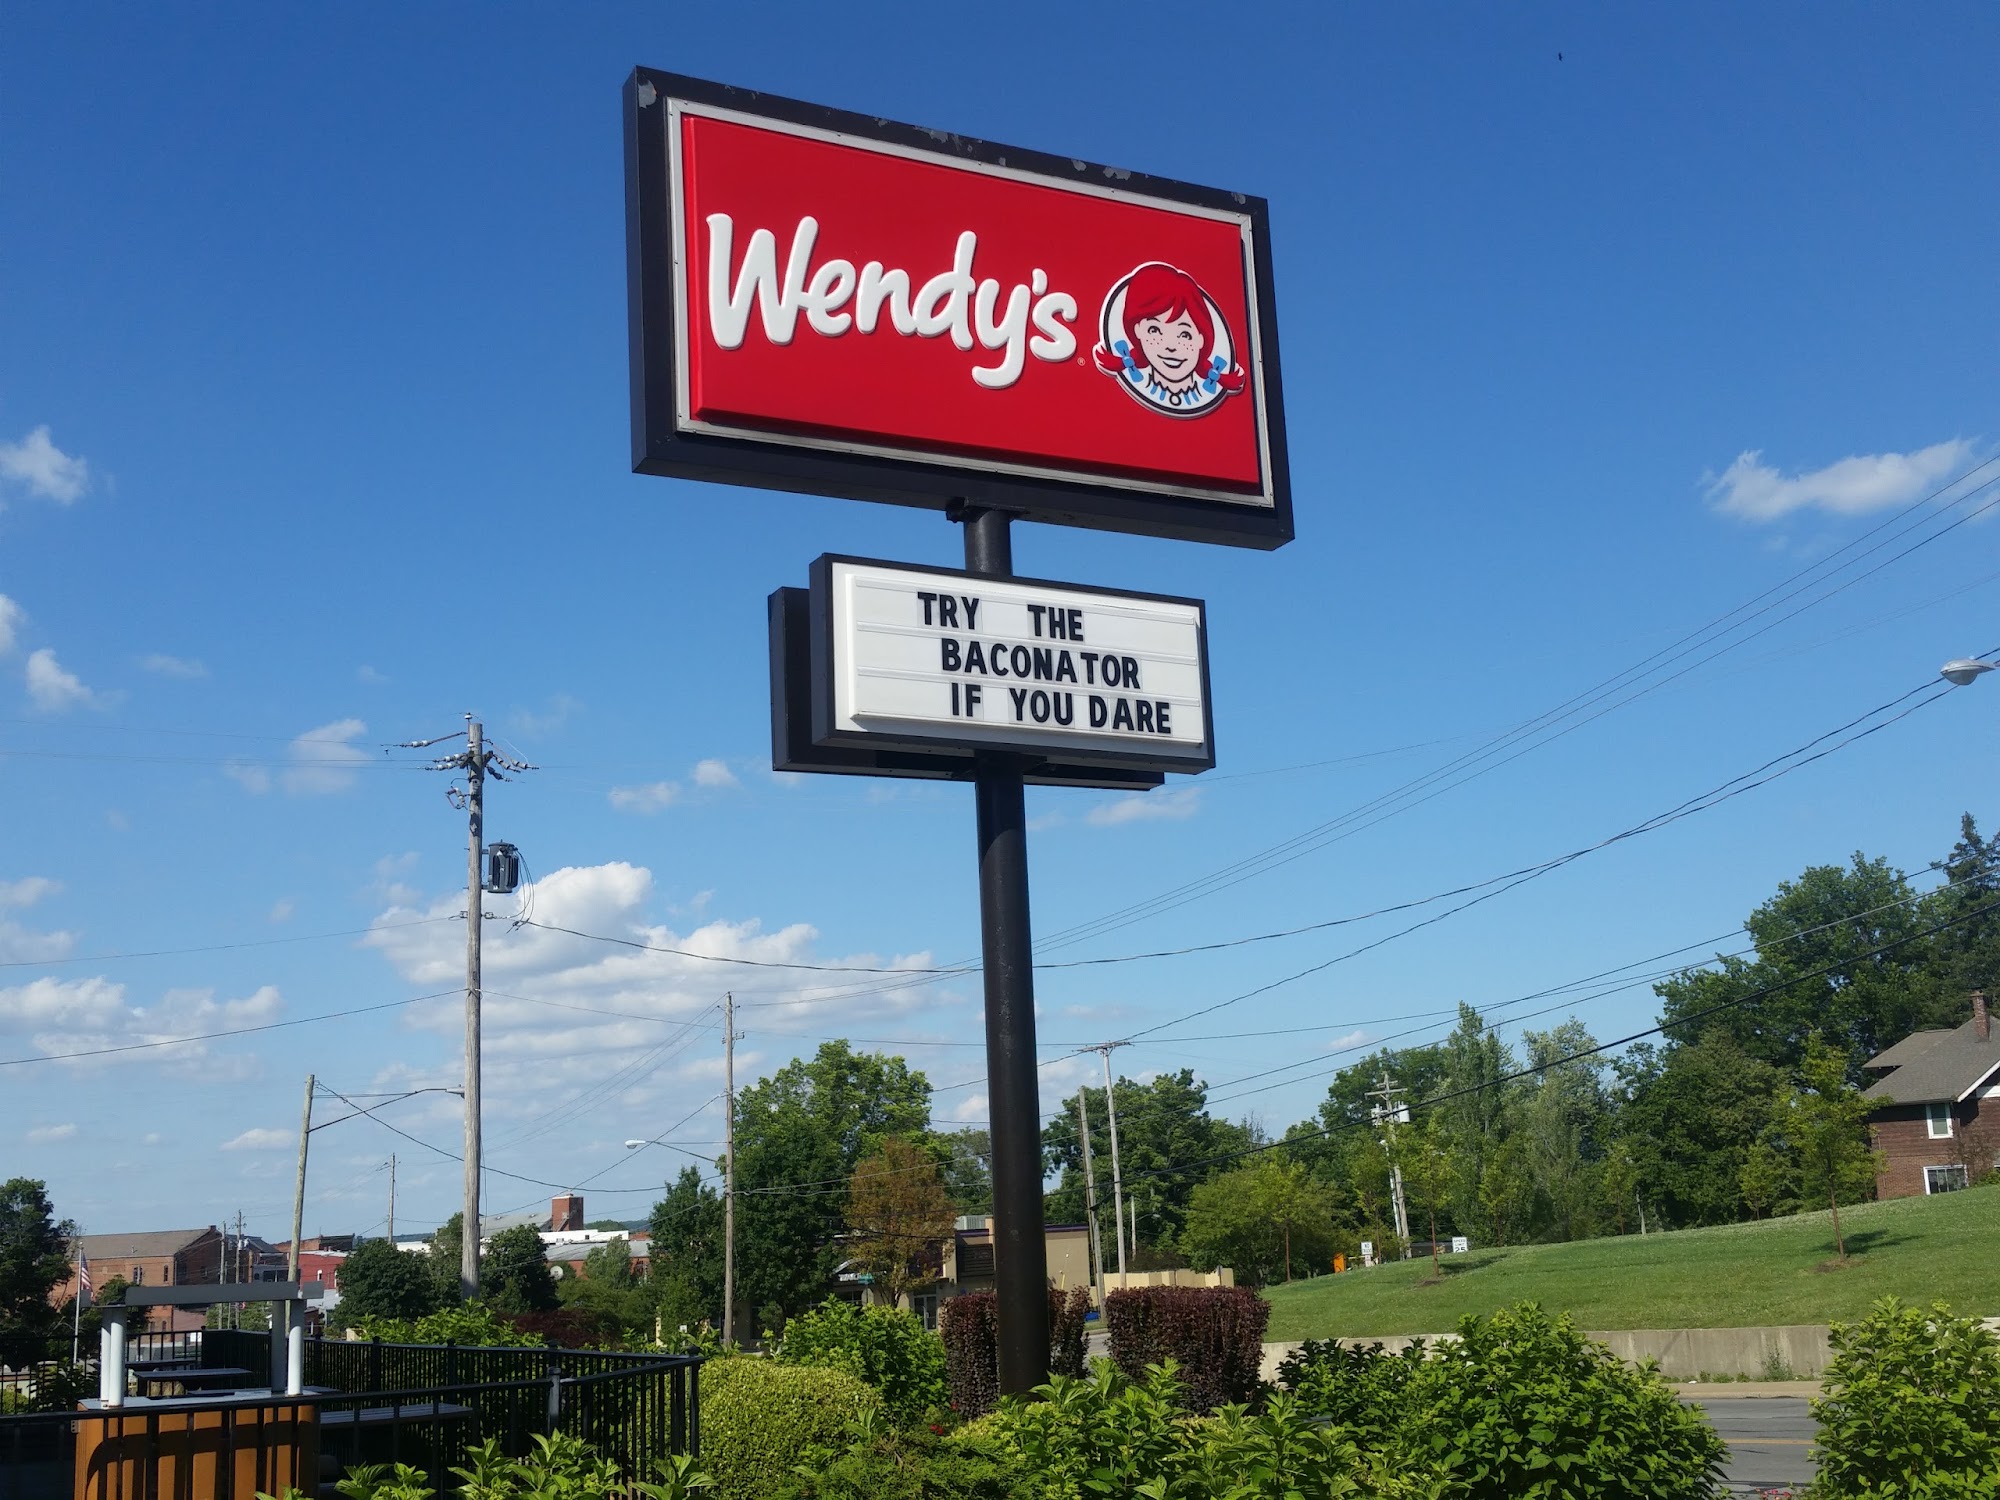 Wendy's
TRY THE
BACONATOR
IF YOU DARE